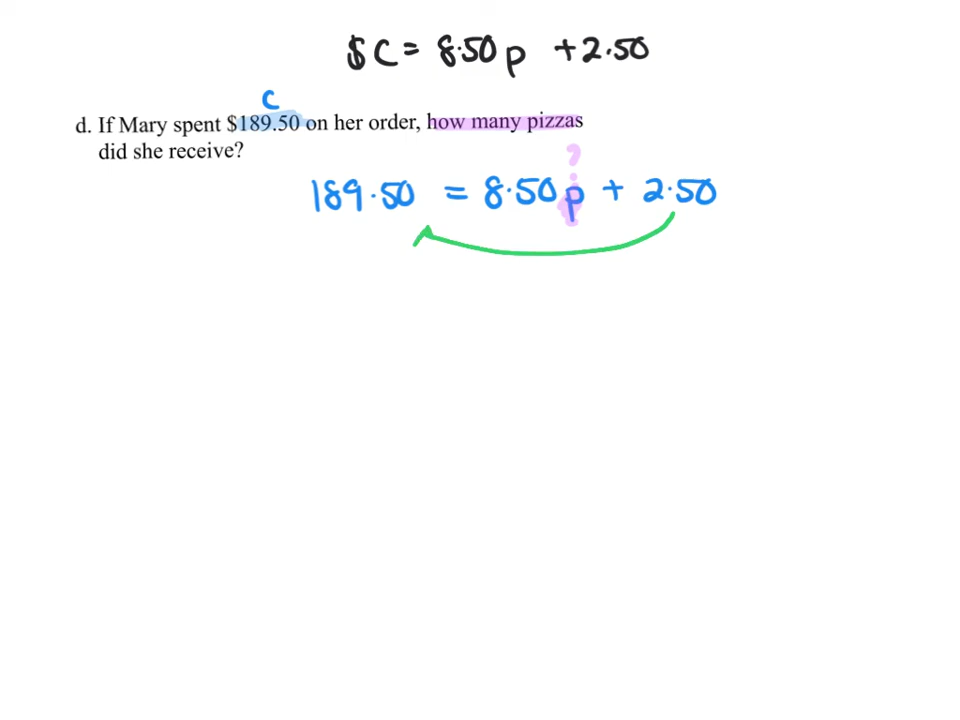 $C = 8.50p + 2.50
C
d. If Mary spent $189.50 on her order, how many pizzas
did she receive?
?
189.50 = 8.50p + 2.50